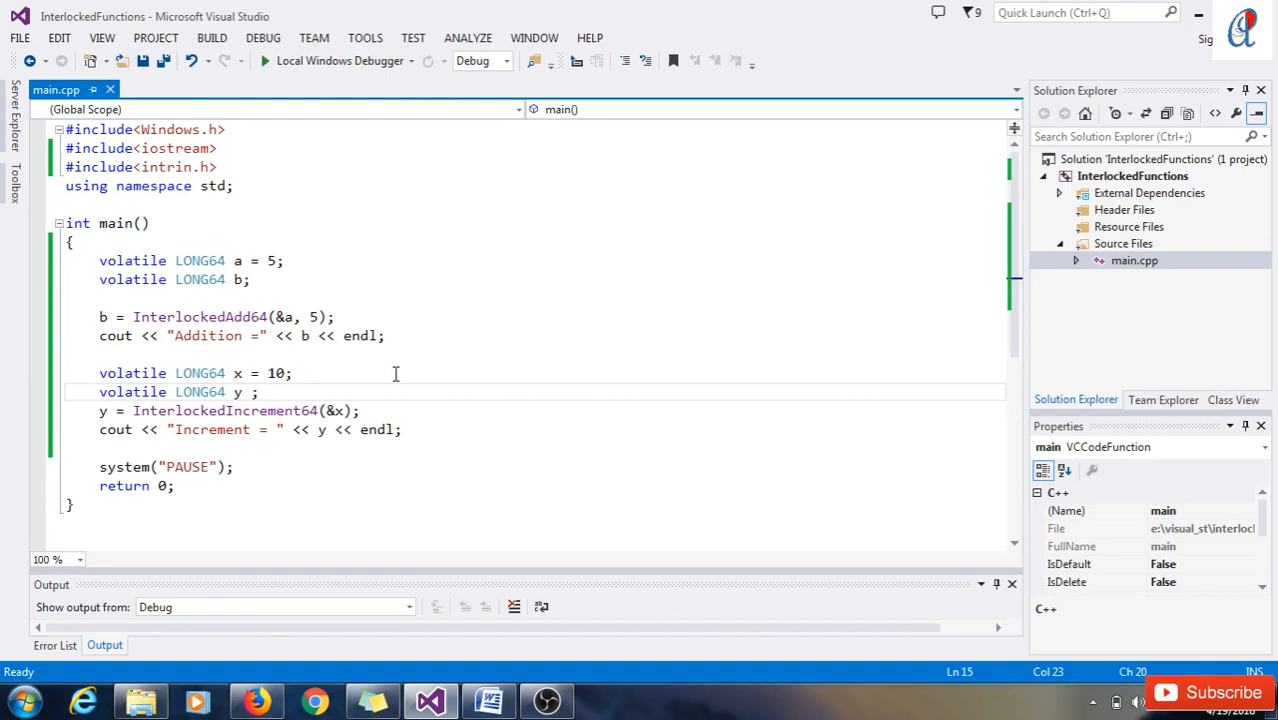 InterlockedFunctions - Microsoft Visual Studio
9
Quick Launch (Ctrl+Q)
FILE EDIT VIEW PROJECT BUILD DEBUG TEAM TOOLS TEST ANALYZE WINDOW HELP
Local Windows Debugger
Debug
Server Explorer
Toolbox
main.cpp
(Global Scope)
main()
#include<Windows.h>
#include<iostream>
#include<intrin.h>
using namespace std;
int main()
{
volatile LONG64 a = 5;
volatile LONG64 b;
b = InterlockedAdd64(&a, 5);
cout << "Addition =" << b << endl;
volatile LONG64 x = 10;
volatile LONG64 y ;
y = InterlockedIncrement64(&x);
cout << "Increment = " << y << endl;
system("PAUSE");
return 0;
}
100 %
Solution Explorer
Search Solution Explorer (Ctrl+;)
Solution 'InterlockedFunctions' (1 project)
InterlockedFunctions
External Dependencies
Header Files
Resource Files
Source Files
main.cpp
Solution Explorer Team Explorer Class View
Properties
main VCCodeFunction
C++
(Name) main
File e:\visual_st\interloc
FullName main
IsDefault False
IsDelete False
C++
Output
Show output from: Debug
Error List Output
Ready
Ln 15 Col 23 Ch 20 INS
Subscribe